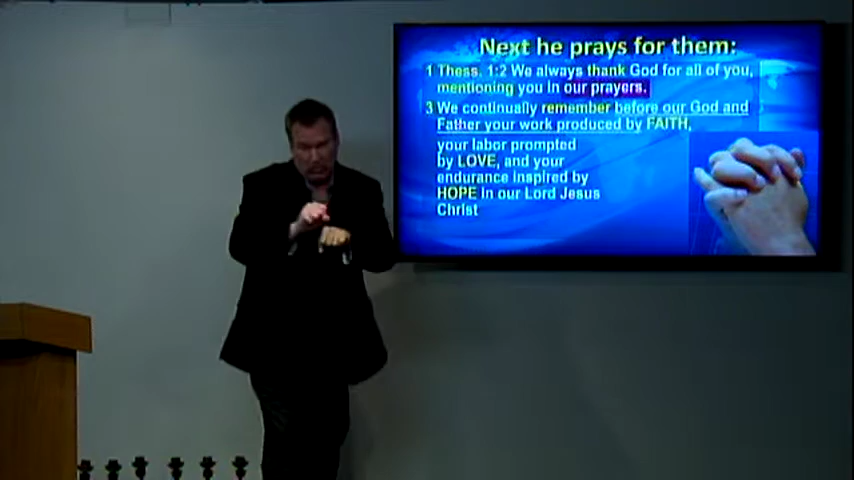 Next he prays for them:
1 Thess. 1:2 We always thank God for all of you,
mentioning you in our prayers.
3 We continually remember before our God and
Father your work produced by FAITH,
your labor prompted
by LOVE, and your
endurance inspired by
HOPE in our Lord Jesus
Christ